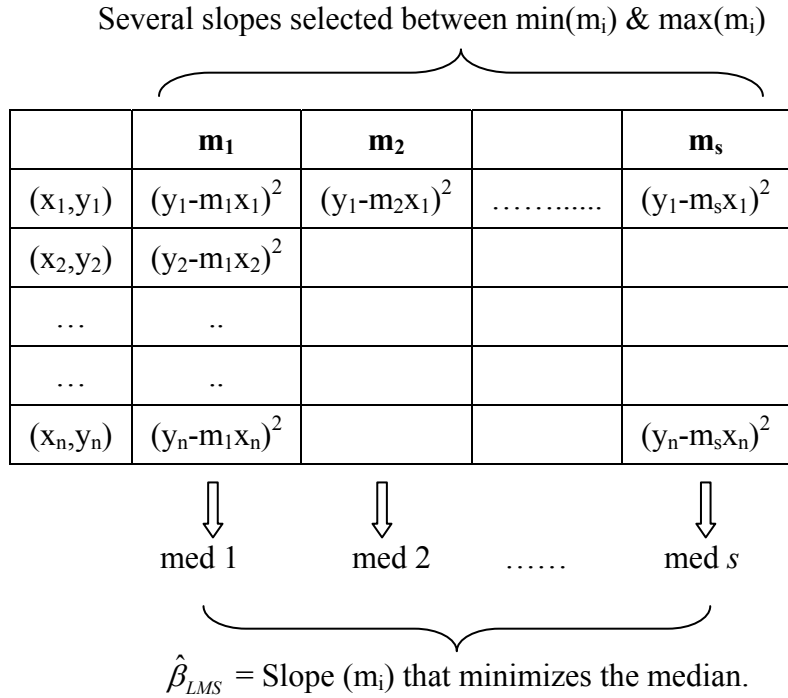 Several slopes selected between min(mᵢ) & max(mᵢ)
m₁ m₂ mₛ
(x₁,y₁) (y₁-m₁x₁)² (y₁-m₂x₁)² ……...... (y₁-mₛx₁)²
(x₂,y₂) (y₂-m₁x₂)²
… ..
… ..
(xₙ,yₙ) (yₙ-m₁xₙ)² (yₙ-mₛxₙ)²
med 1 med 2 …… med s
β̂_LMS = Slope (mᵢ) that minimizes the median.